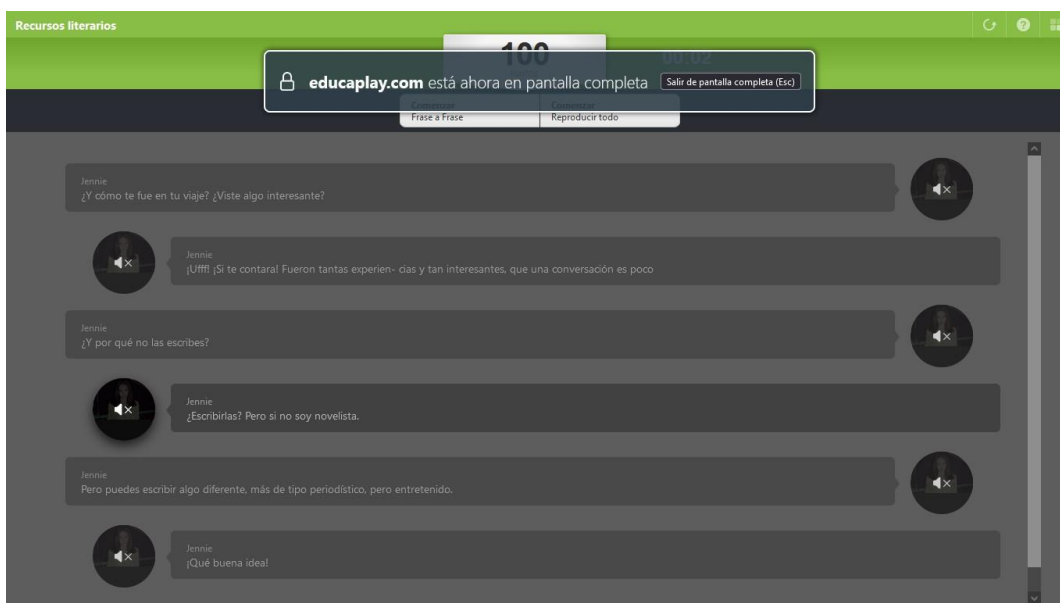 Recursos literarios
100
00:02
educaplay.com está ahora en pantalla completa
Salir de pantalla completa (Esc)
Comenzar
Frase a Frase
Comenzar
Reproducir todo
Jennie
¿Y cómo te fue en tu viaje? ¿Viste algo interesante?
Jennie
¡Ufff! ¡Si te contara! Fueron tantas experien- cias y tan interesantes, que una conversación es poco
Jennie
¿Y por qué no las escribes?
Jennie
¿Escribirlas? Pero si no soy novelista.
Jennie
Pero puedes escribir algo diferente, más de tipo periodístico, pero entretenido.
Jennie
¡Qué buena idea!